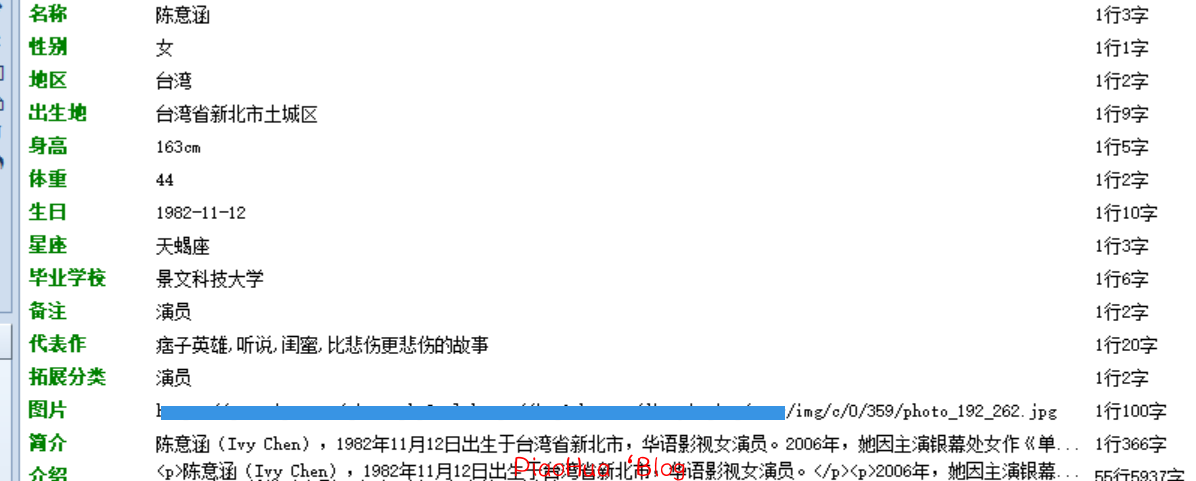 名称 陈意涵 1行3字
性别 女 1行1字
地区 台湾 1行2字
出生地 台湾省新北市土城区 1行9字
身高 163cm 1行5字
体重 44 1行2字
生日 1982-11-12 1行10字
星座 天蝎座 1行3字
毕业学校 景文科技大学 1行6字
备注 演员 1行2字
代表作 痞子英雄,听说,闺蜜,比悲伤更悲伤的故事 1行20字
拓展分类 演员 1行2字
图片 /img/c/0/359/photo_192_262.jpg 1行100字
简介 陈意涵（Ivy Chen），1982年11月12日出生于台湾省新北市，华语影视女演员。2006年，她因主演银幕处女作《单... 1行366字
介绍 <p>陈意涵（Ivy Chen），1982年11月12日出生于台湾省新北市，华语影视女演员。</p><p>2006年，她因主演银幕... 55行5937字